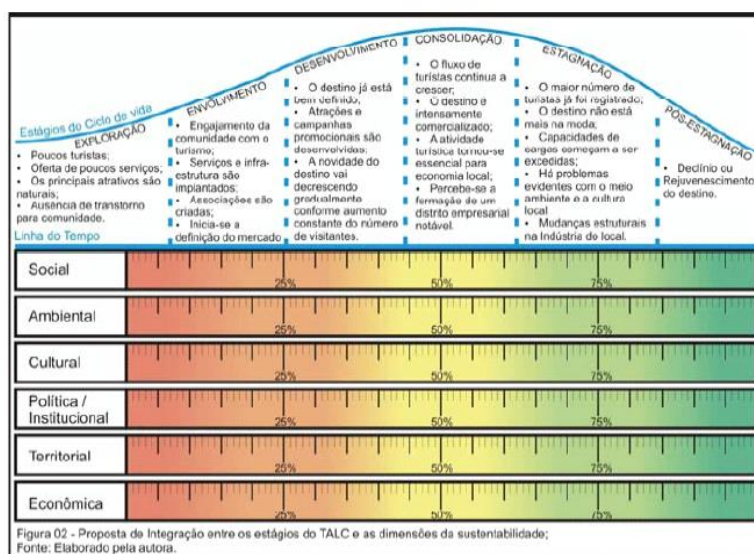 CONSOLIDAÇÃO
DESENVOLVIMENTO
ESTAGNAÇÃO
ENVOLVIMENTO
PÓS-ESTAGNAÇÃO
Estágios do Ciclo de vida
EXPLORAÇÃO
• Poucos turistas;
• Oferta de poucos serviços;
• Os principais atrativos são
naturais;
• Ausência de transtorno
para comunidade.
• Engajamento da
comunidade com o
turismo;
• Serviços e infra-
estrutura são
implantados;
• Associações são
criadas;
• Inicia-se a
definição do mercado
• O destino já está
bem definido;
• Atrações e
campanhas
promocionais são
desenvolvidas;
• A novidade do
destino vai
decrescendo
gradualmente
conforme aumento
constante do número
de visitantes.
• O fluxo de
turistas continua a
crescer;
• O destino é
intensamente
comercializado;
• A atividade
turística tornou-se
essencial para
economia local;
• Percebe-se a
formação de um
distrito empresarial
notável.
• O maior número de
turistas já foi registrado;
• O destino não está
mais na moda;
• Capacidades de
cargas começam a ser
excedidas;
• Há problemas
evidentes com o meio
ambiente e a cultura
local
• Mudanças estruturais
na Indústria do local.
• Declínio ou
Rejuvenescimento
do destino.
Linha do Tempo
Social
25% 50% 75%
Ambiental
25% 50% 75%
Cultural
25% 50% 75%
Política /
Institucional
25% 50% 75%
Territorial
25% 50% 75%
Econômica
25% 50% 75%
Figura 02 - Proposta de Integração entre os estágios do TALC e as dimensões da sustentabilidade;
Fonte: Elaborado pela autora.